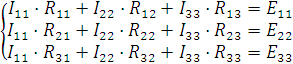 I₁₁ · R₁₁ + I₂₂ · R₁₂ + I₃₃ · R₁₃ = E₁₁
I₁₁ · R₂₁ + I₂₂ · R₂₂ + I₃₃ · R₂₃ = E₂₂
I₁₁ · R₃₁ + I₂₂ · R₃₂ + I₃₃ · R₃₃ = E₃₃